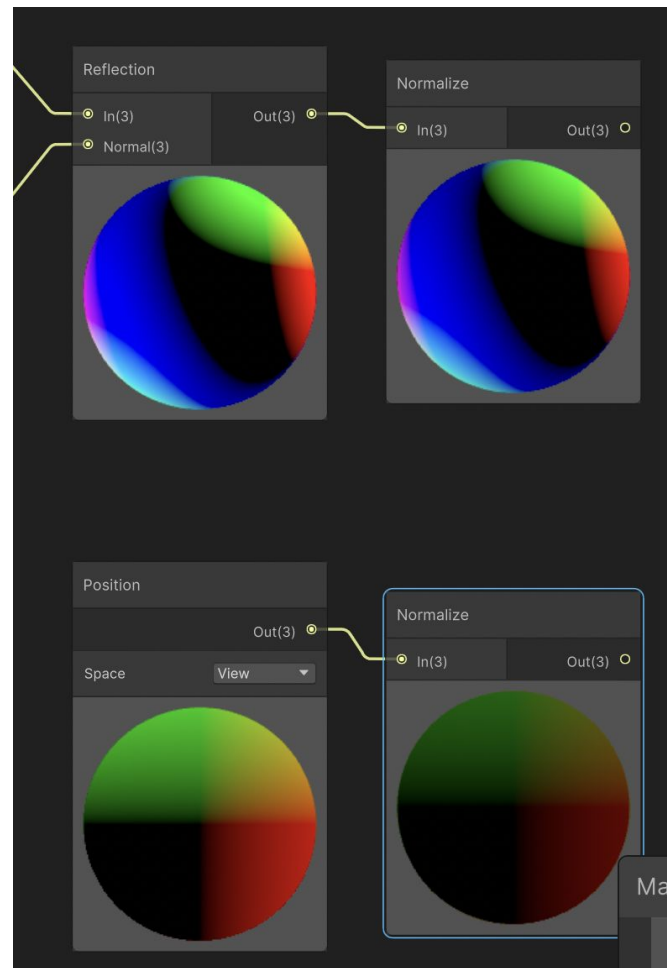 Reflection
In(3)
Out(3)
Normal(3)
Normalize
In(3)
Out(3)
Position
Out(3)
Space
View
Normalize
In(3)
Out(3)
Ma